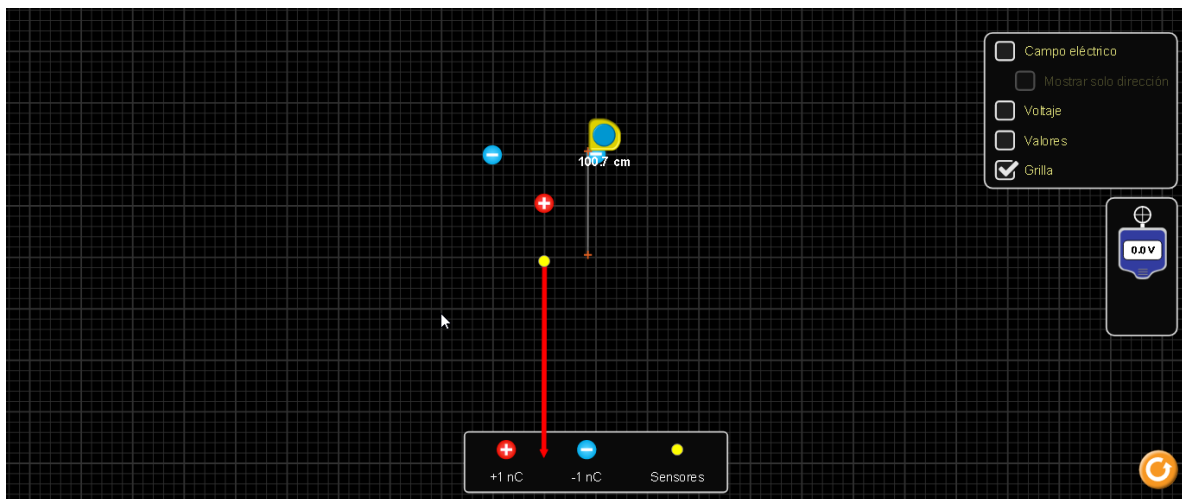 Campo eléctrico
Mostrar solo dirección
Voltaje
Valores
Grilla
100.7 cm
0.0 V
+1 nC
-1 nC
Sensores